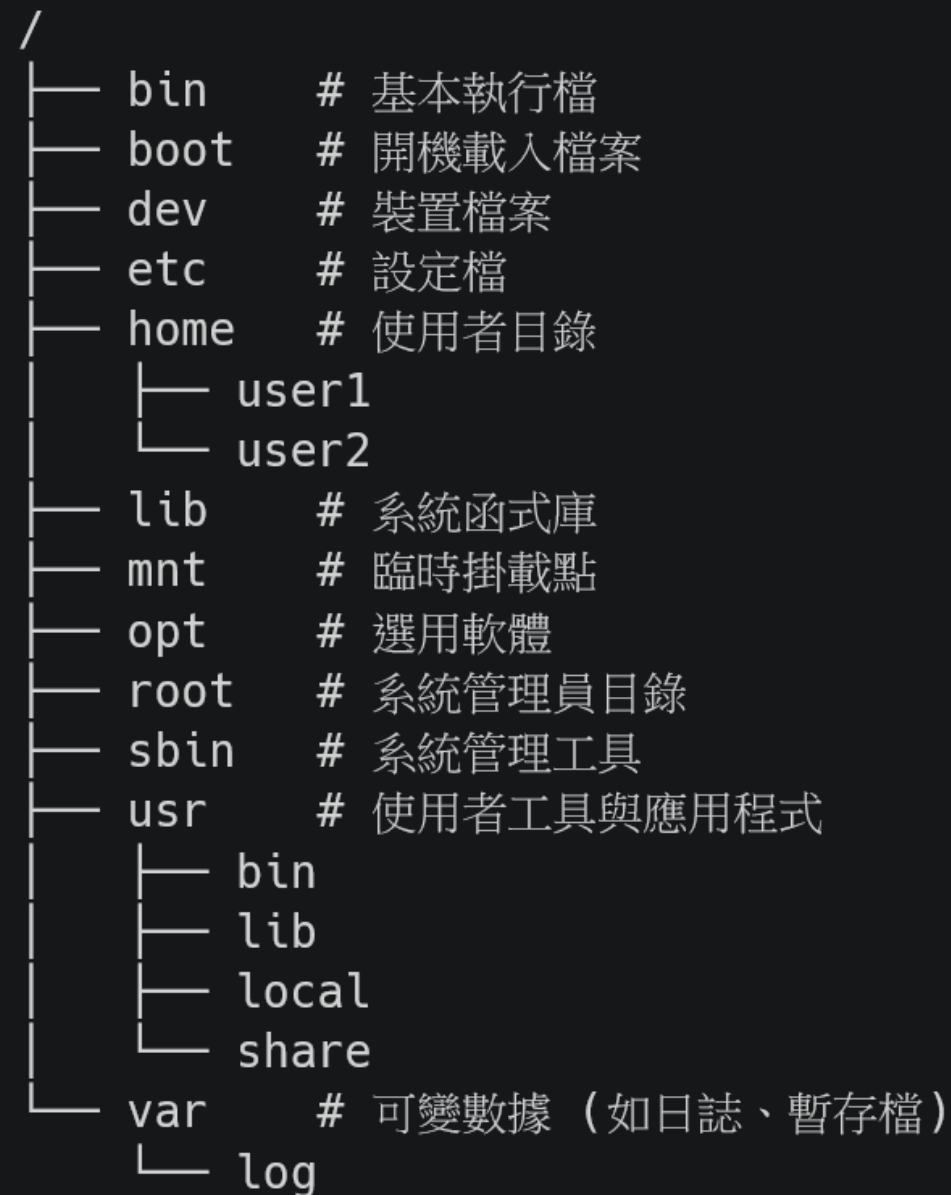 /
├── bin    # 基本執行檔
├── boot   # 開機載入檔案
├── dev    # 裝置檔案
├── etc    # 設定檔
├── home   # 使用者目錄
│   ├── user1
│   └── user2
├── lib    # 系統函式庫
├── mnt    # 臨時掛載點
├── opt    # 選用軟體
├── root   # 系統管理員目錄
├── sbin   # 系統管理工具
├── usr    # 使用者工具與應用程式
│   ├── bin
│   ├── lib
│   ├── local
│   └── share
└── var    # 可變數據 (如日誌、暫存檔)
    └── log